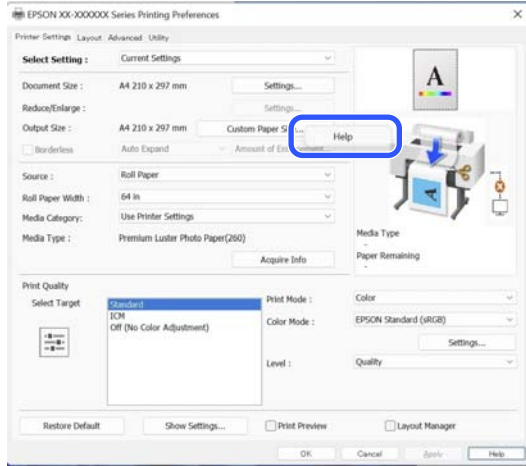 EPSON XX-XXXXXX Series Printing Preferences
Printer Settings Layout Advanced Utility
Select Setting : Current Settings
Document Size : A4 210 x 297 mm Settings...
Reduce/Enlarge : Settings...
Output Size : A4 210 x 297 mm Custom Paper
Help
Borderless Auto Expand Amount of
A
Source : Roll Paper
Roll Paper Width : 64 in
Media Category: Use Printer Settings
Media Type : Premium Luster Photo Paper(260)
Media Type
-
Acquire Info
Paper Remaining
-
Print Quality
Select Target
Standard
ICM
Off (No Color Adjustment)
Print Mode : Color
Color Mode : EPSON Standard (sRGB)
Settings...
Level : Quality
Restore Default Show Settings... Print Preview Layout Manager
OK Cancel Apply Help